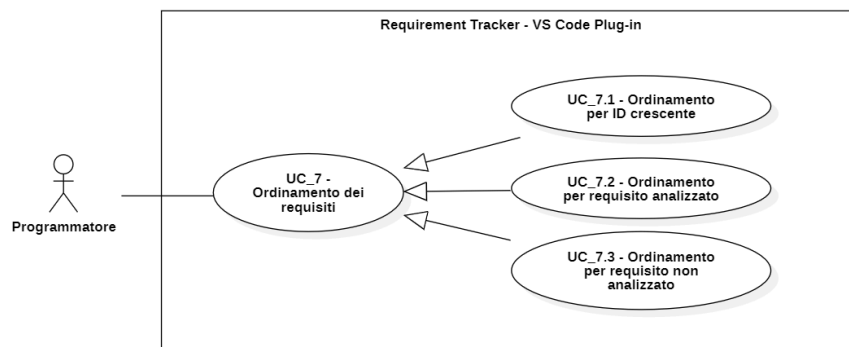 Requirement Tracker - VS Code Plug-in
UC_7.1 - Ordinamento
per ID crescente
UC_7 -
Ordinamento dei
requisiti
UC_7.2 - Ordinamento
per requisito analizzato
Programmatore
UC_7.3 - Ordinamento
per requisito non
analizzato